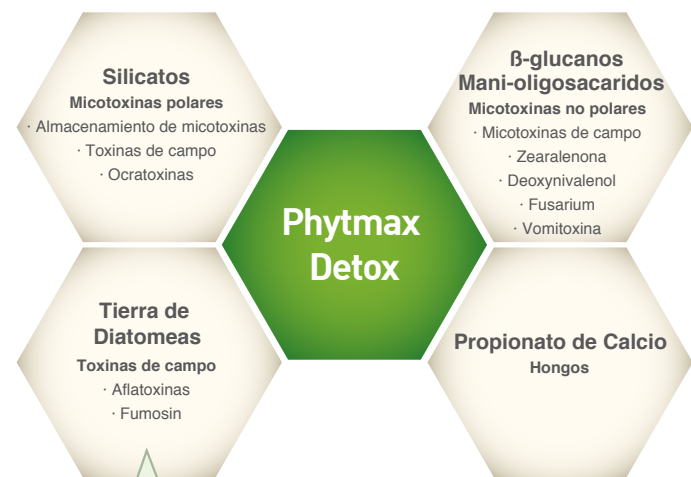 Silicatos
Micotoxinas polares
· Almacenamiento de micotoxinas
· Toxinas de campo
· Ocratoxinas
ß-glucanos
Mani-oligosacaridos
Micotoxinas no polares
· Micotoxinas de campo
· Zearalenona
· Deoxynivalenol
· Fusarium
· Vomitoxina
Phytmax
Detox
Tierra de
Diatomeas
Toxinas de campo
· Aflatoxinas
· Fumosin
Propionato de Calcio
Hongos